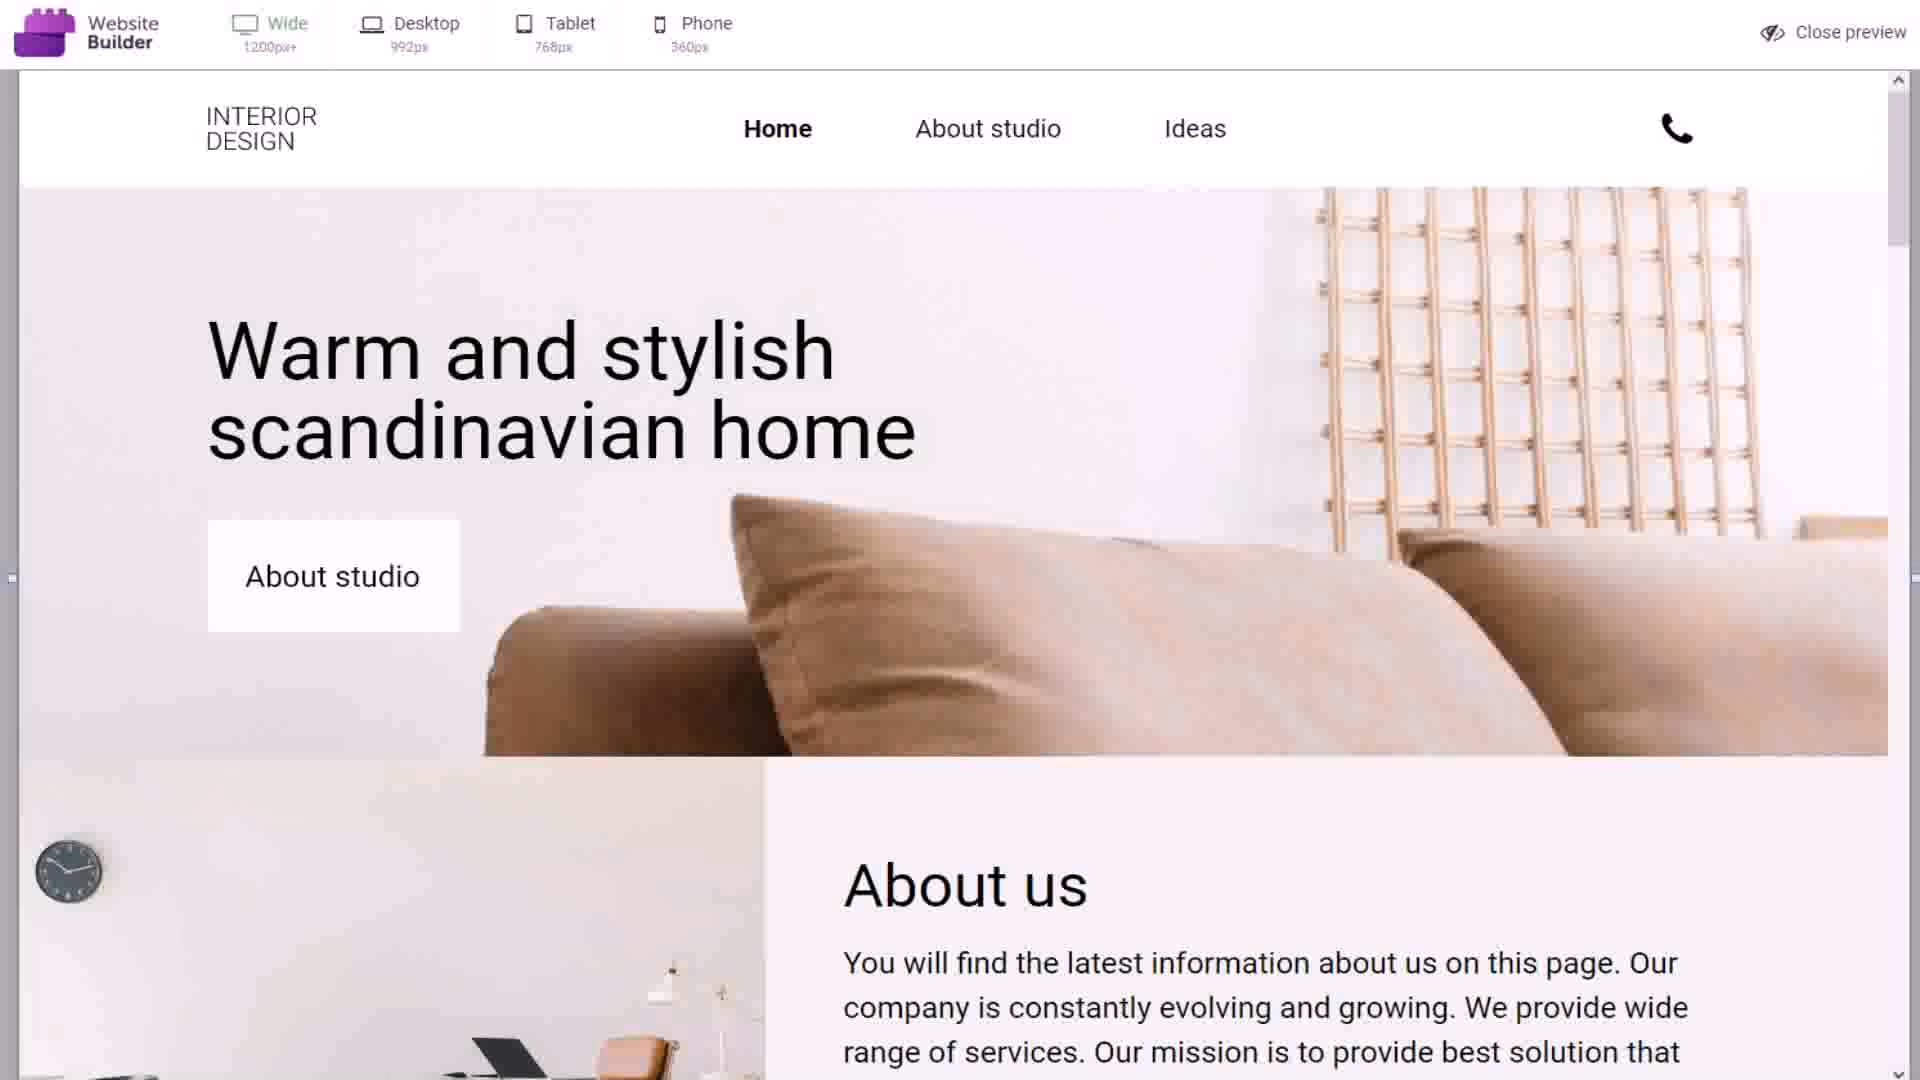 Website
Builder
Wide
1200px+
Desktop
992px
Tablet
768px
Phone
360px
Close preview
INTERIOR
DESIGN
Home
About studio
Ideas
Warm and stylish
scandinavian home
About studio
About us
You will find the latest information about us on this page. Our
company is constantly evolving and growing. We provide wide
range of services. Our mission is to provide best solution that